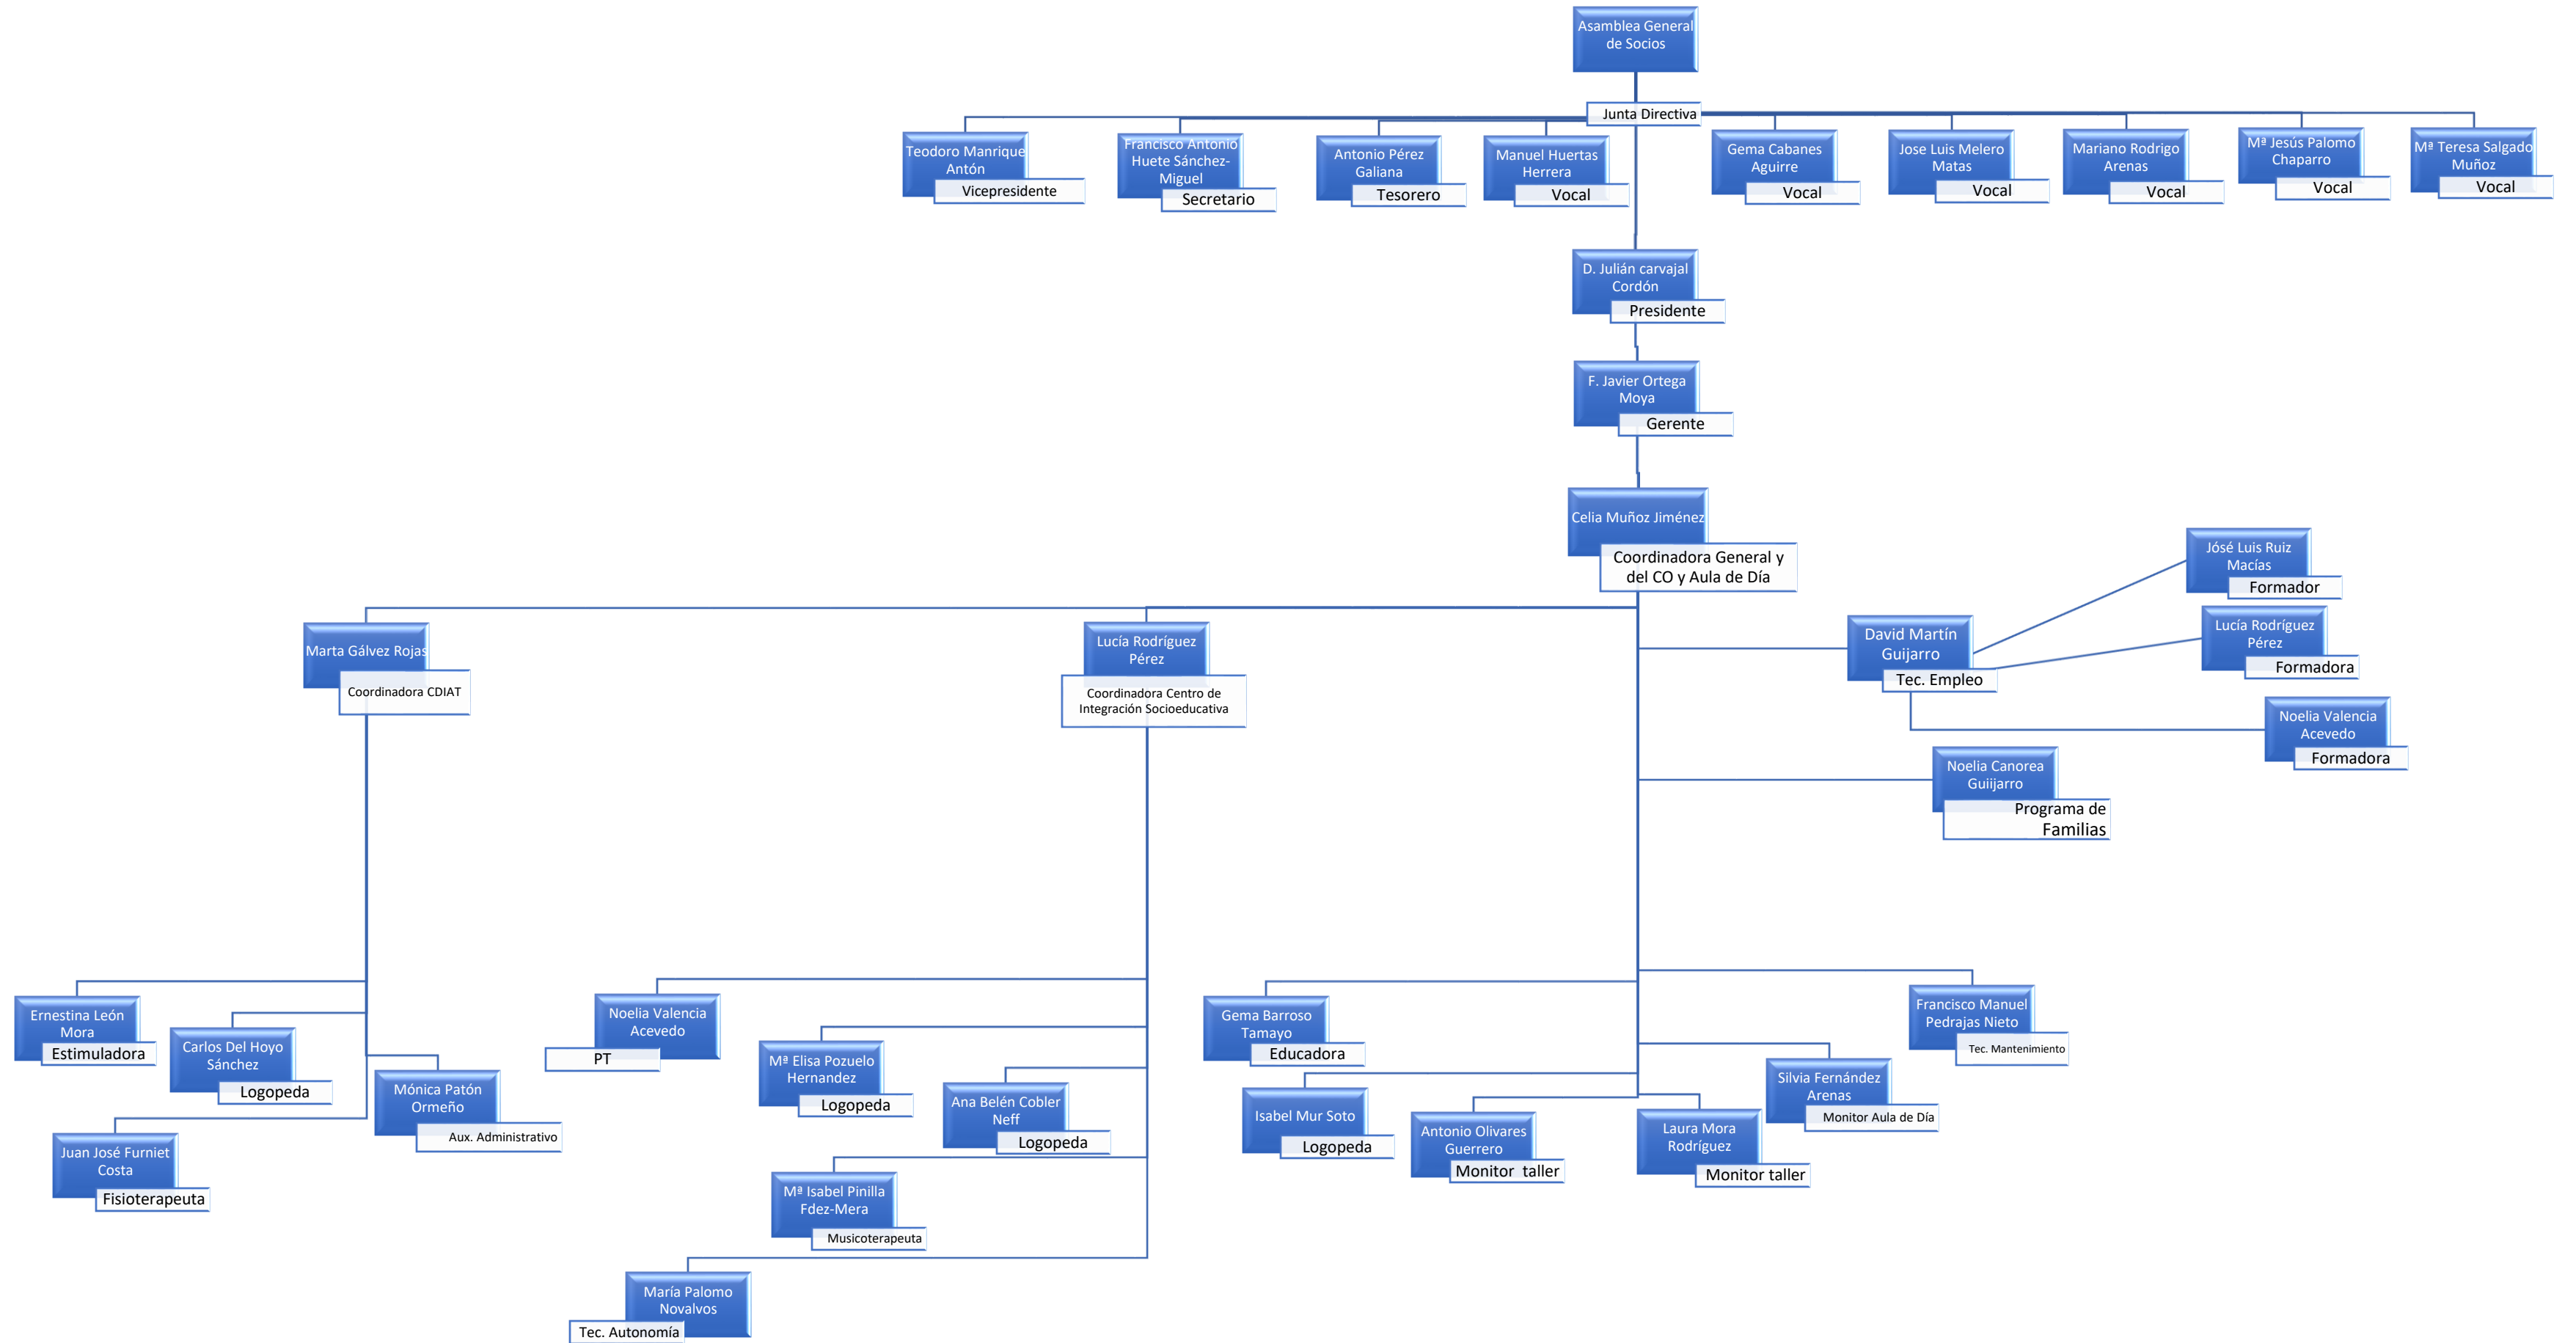 Asamblea General
de Socios
Junta Directiva
Teodoro Manrique
Antón
Vicepresidente
Francisco Antonio
Huete Sánchez-
Miguel
Secretario
Antonio Pérez
Galiana
Tesorero
Manuel Huertas
Herrera
Vocal
Gema Cabanes
Aguirre
Vocal
Jose Luis Melero
Matas
Vocal
Mariano Rodrigo
Arenas
Vocal
Mª Jesús Palomo
Chaparro
Vocal
Mª Teresa Salgado
Muñoz
Vocal
D. Julián carvajal
Cordón
Presidente
F. Javier Ortega
Moya
Gerente
Celia Muñoz Jiménez
Coordinadora General y
del CO y Aula de Día
Jósé Luis Ruiz
Macías
Formador
Lucía Rodríguez
Pérez
Formadora
David Martín
Guijarro
Tec. Empleo
Noelia Valencia
Acevedo
Formadora
Noelia Canorea
Guiijarro
Programa de
Familias
Marta Gálvez Rojas
Coordinadora CDIAT
Lucía Rodríguez
Pérez
Coordinadora Centro de
Integración Socioeducativa
Ernestina León
Mora
Estimuladora
Carlos Del Hoyo
Sánchez
Logopeda
Mónica Patón
Ormeño
Aux. Administrativo
Juan José Furniet
Costa
Fisioterapeuta
Noelia Valencia
Acevedo
PT
Mª Elisa Pozuelo
Hernandez
Logopeda
Ana Belén Cobler
Neff
Logopeda
Mª Isabel Pinilla
Fdez-Mera
Musicoterapeuta
María Palomo
Novalvos
Tec. Autonomía
Gema Barroso
Tamayo
Educadora
Isabel Mur Soto
Logopeda
Antonio Olivares
Guerrero
Monitor  taller
Laura Mora
Rodríguez
Monitor taller
Silvia Fernández
Arenas
Monitor Aula de Día
Francisco Manuel
Pedrajas Nieto
Tec. Mantenimiento